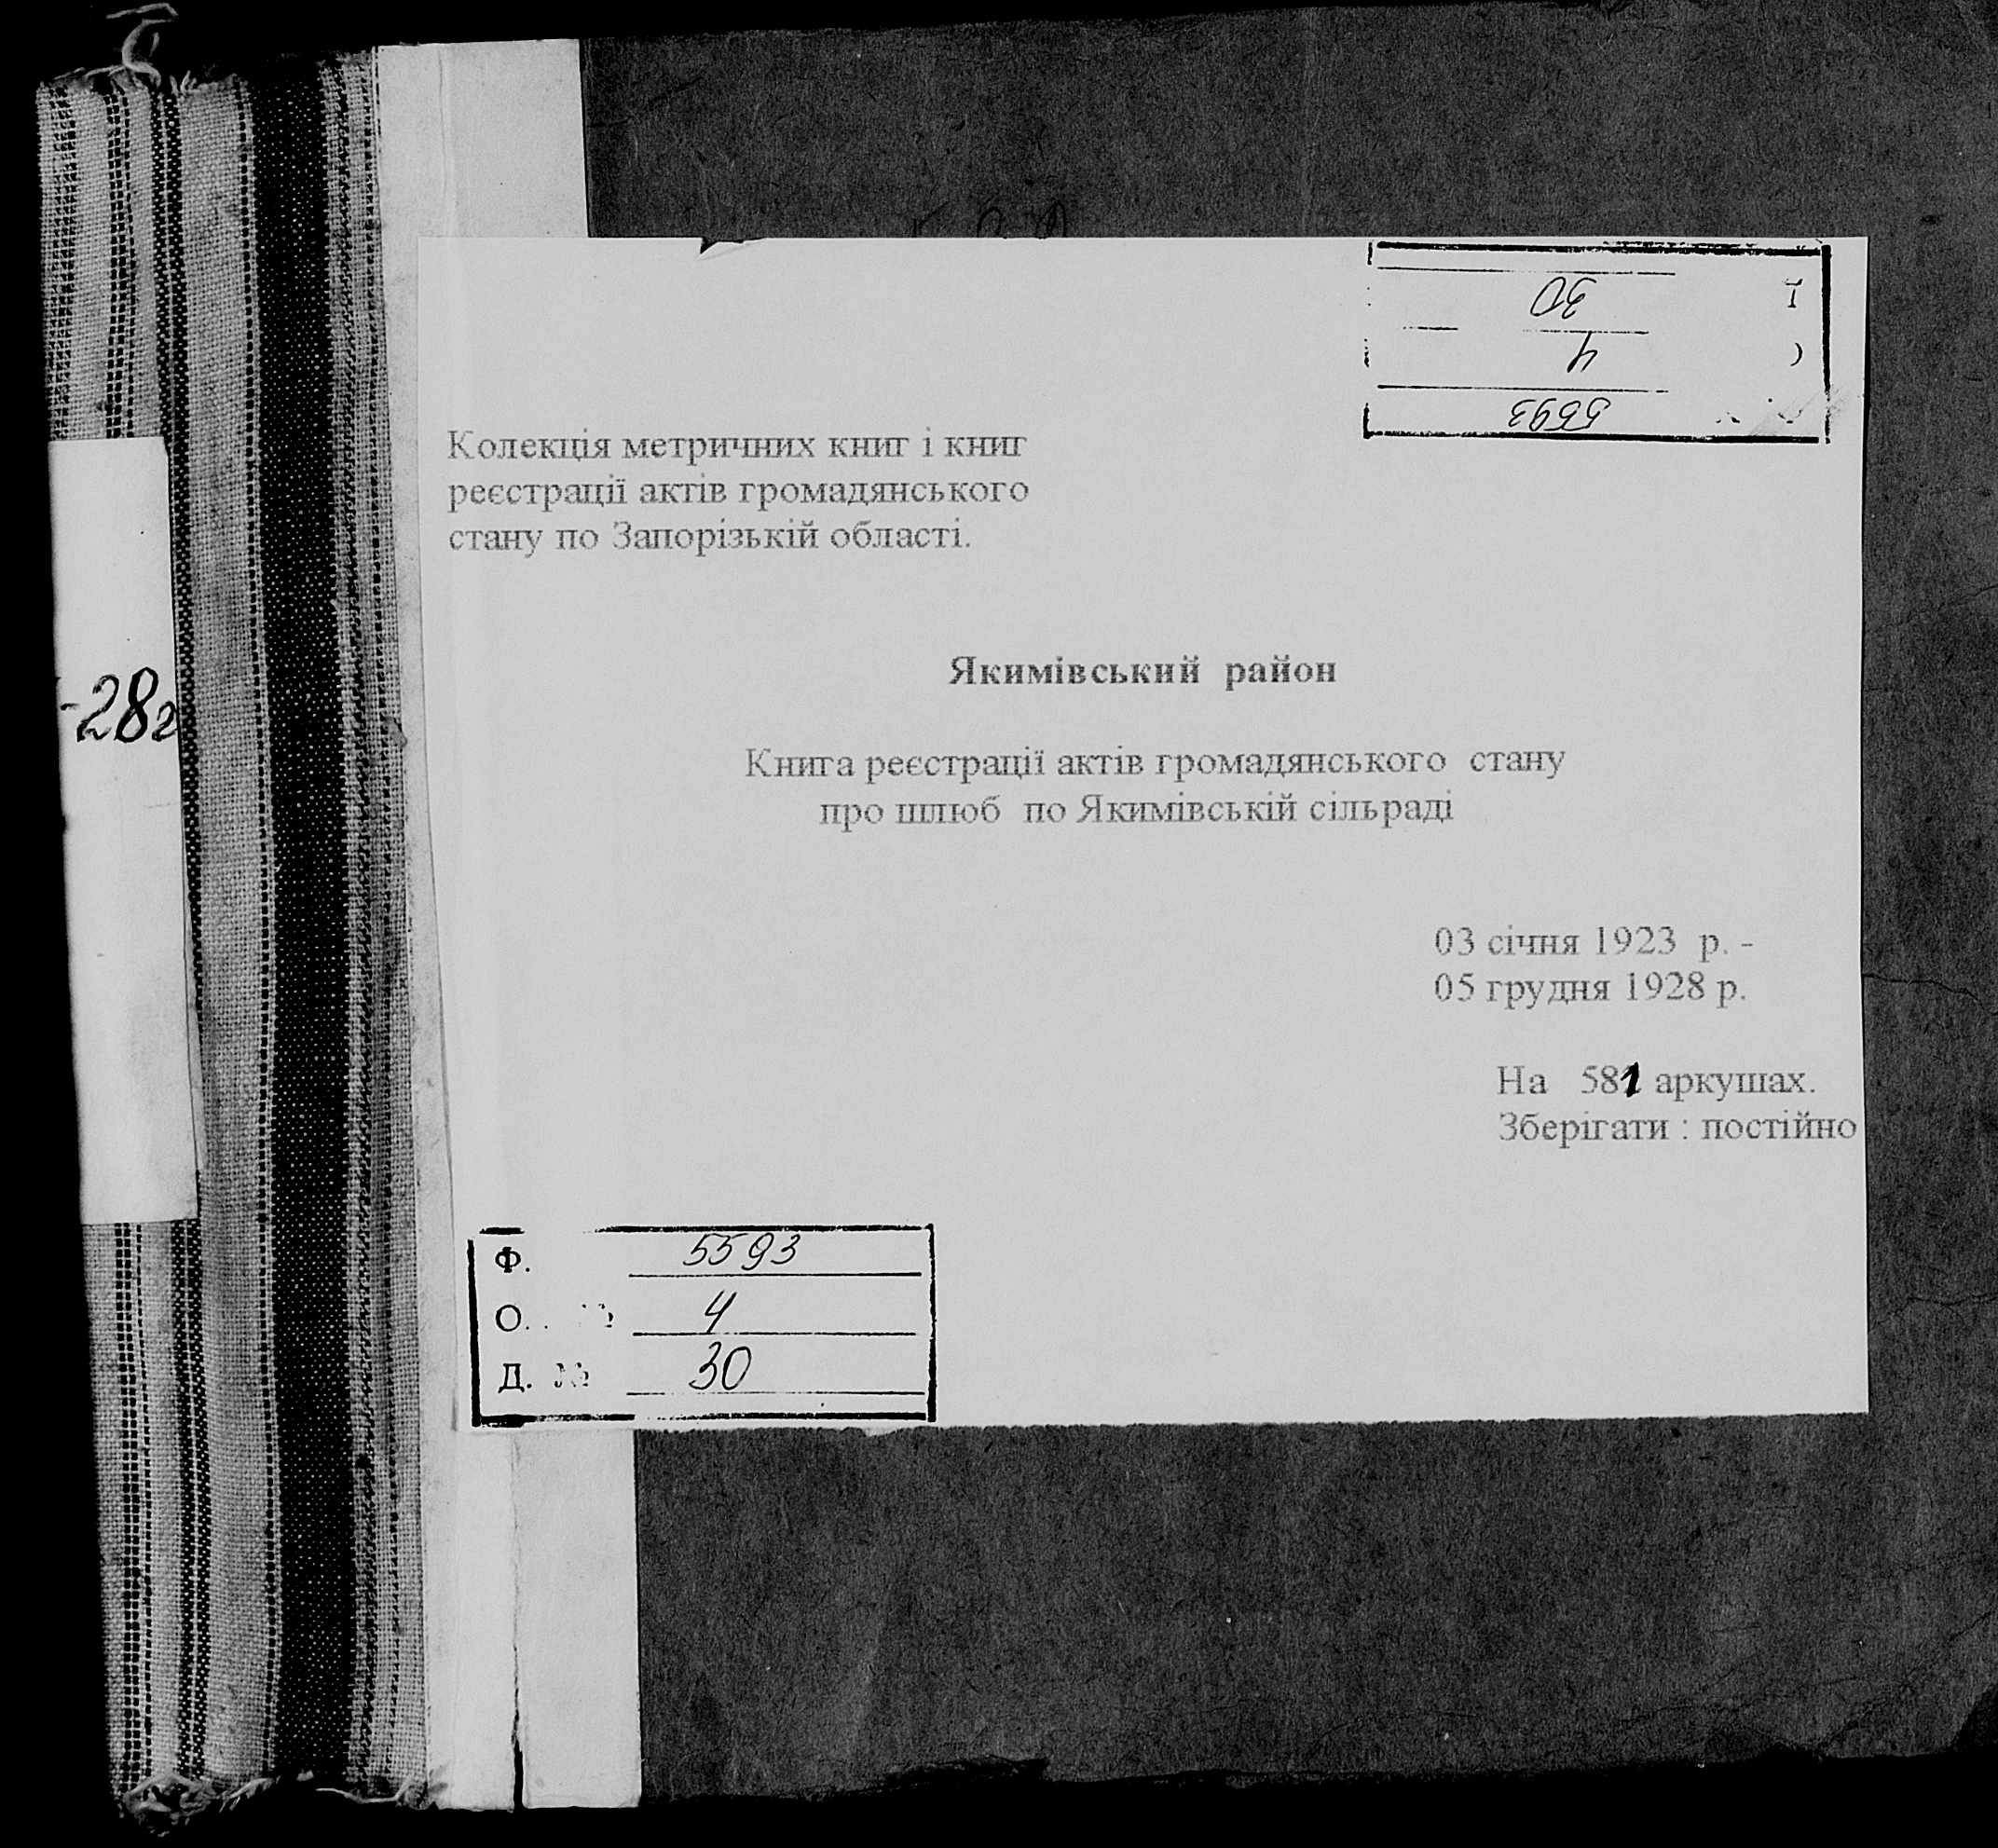 -28г
30
4
5593
Колекція метричних книг і книг
реєстрації актів громадянського
стану по Запорізькій області.
Якимівський район
Книга реєстрації актів громадянського стану
про шлюб по Якимівській сільраді
03 січня 1923 р. -
05 грудня 1928 р.
На 581 аркушах.
Зберігати : постійно
Ф. 5593
О. 4
Д. № 30